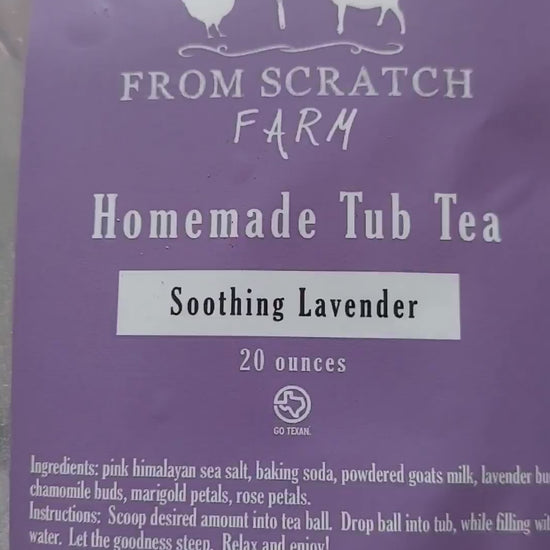 FROM SCRATCH
FARM
Homemade Tub Tea
Soothing Lavender
20 ounces
GO TEXAN.
Ingredients: pink himalayan sea salt, baking soda, powdered goats milk, lavender
chamomile buds, marigold petals, rose petals.
Instructions: Scoop desired amount into tea ball. Drop ball into tub, while filling
water. Let the goodness steep. Relax and enjoy!